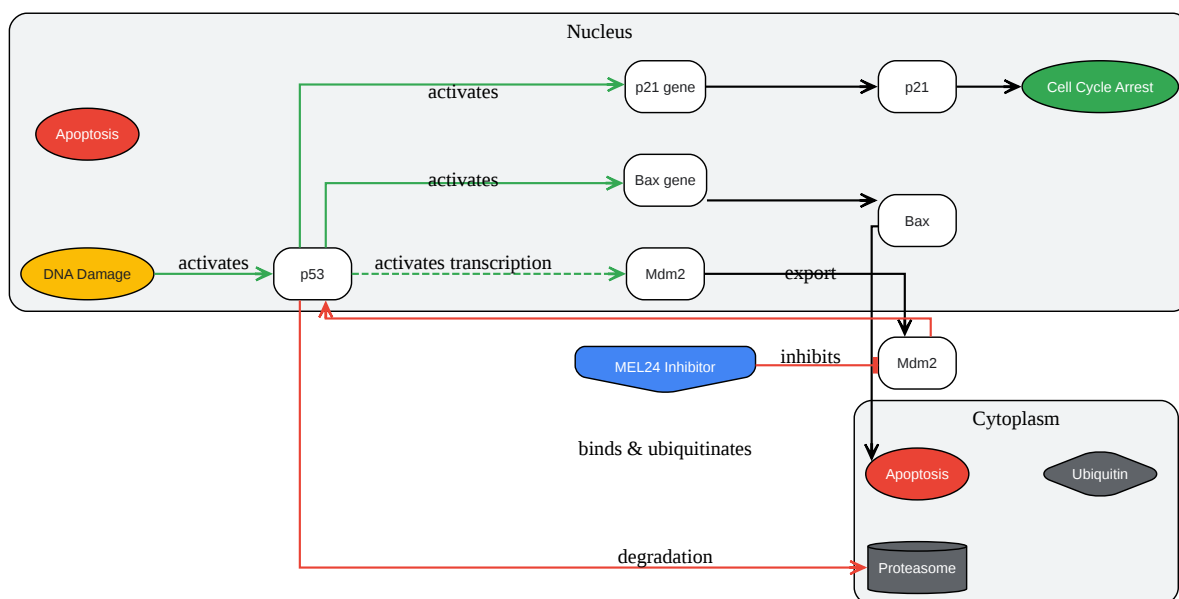 Nucleus
activates
p21 gene
p21
Cell Cycle Arrest
Apoptosis
activates
Bax gene
Bax
DNA Damage
activates
p53
activates transcription
Mdm2
export
MEL24 Inhibitor
inhibits
Mdm2
Cytoplasm
binds & ubiquitinates
Apoptosis
Ubiquitin
degradation
Proteasome